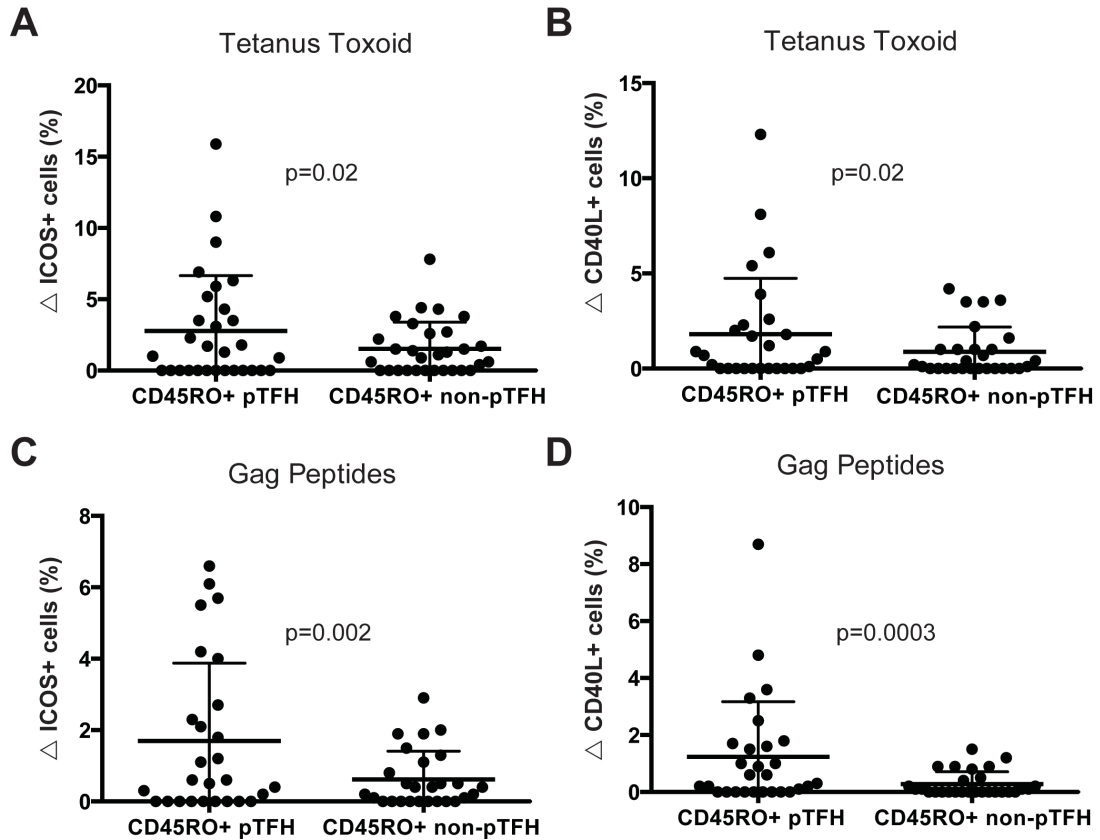 A
Tetanus Toxoid
△ ICOS+ cells (%)
20
15
10
5
0
p=0.02
CD45RO+ pTFH
CD45RO+ non-pTFH
B
Tetanus Toxoid
△ CD40L+ cells (%)
15
10
5
0
p=0.02
CD45RO+ pTFH
CD45RO+ non-pTFH
C
Gag Peptides
△ ICOS+ cells (%)
8
6
4
2
0
p=0.002
CD45RO+ pTFH
CD45RO+ non-pTFH
D
Gag Peptides
△ CD40L+ cells (%)
10
8
6
4
2
0
p=0.0003
CD45RO+ pTFH
CD45RO+ non-pTFH